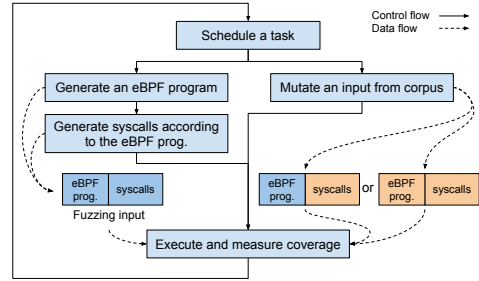 Control flow
Data flow
Schedule a task
Generate an eBPF program
Mutate an input from corpus
Generate syscalls according
to the eBPF prog.
eBPF
prog.
syscalls
Fuzzing input
eBPF
prog.
syscalls
or
eBPF
prog.
syscalls
Execute and measure coverage